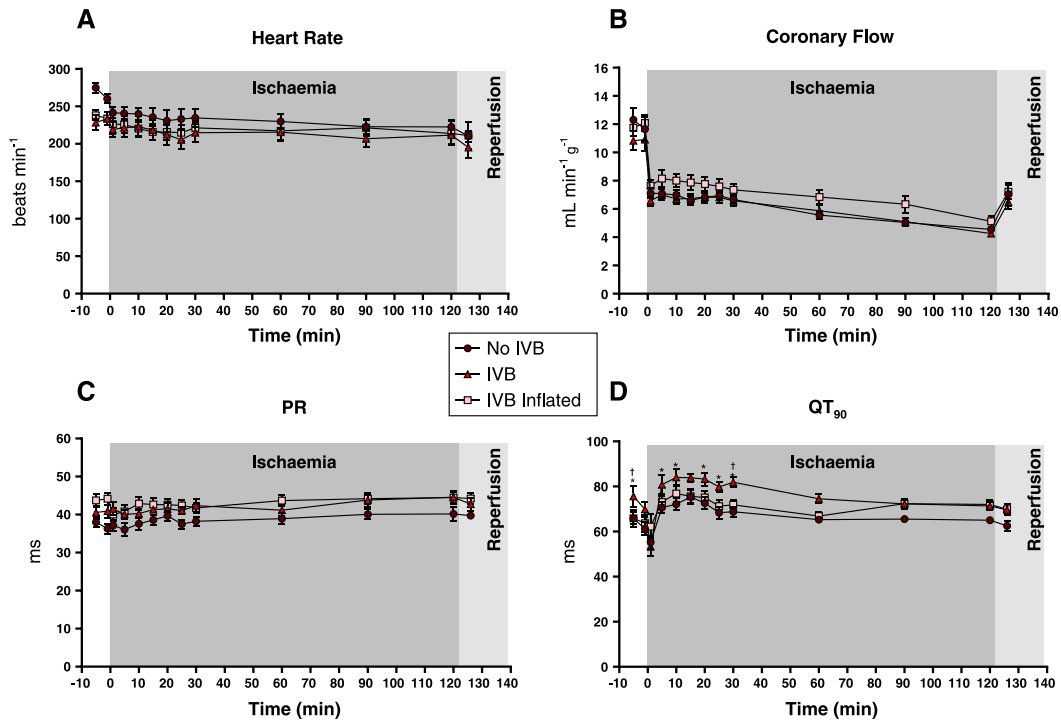 A
Heart Rate
300
250
200
150
100
50
0
beats min⁻¹
Ischaemia
Reperfusion
-10 0 10 20 30 40 50 60 70 80 90 100 110 120 130 140
Time (min)
B
Coronary Flow
16
14
12
10
8
6
4
2
0
mL min⁻¹ g⁻¹
Ischaemia
Reperfusion
-10 0 10 20 30 40 50 60 70 80 90 100 110 120 130 140
Time (min)
No IVB
IVB
IVB Inflated
C
PR
60
50
40
30
20
10
0
ms
Ischaemia
Reperfusion
-10 0 10 20 30 40 50 60 70 80 90 100 110 120 130 140
Time (min)
D
QT₉₀
100
80
60
40
20
0
ms
Ischaemia
Reperfusion
† * * * * * † *
-10 0 10 20 30 40 50 60 70 80 90 100 110 120 130 140
Time (min)